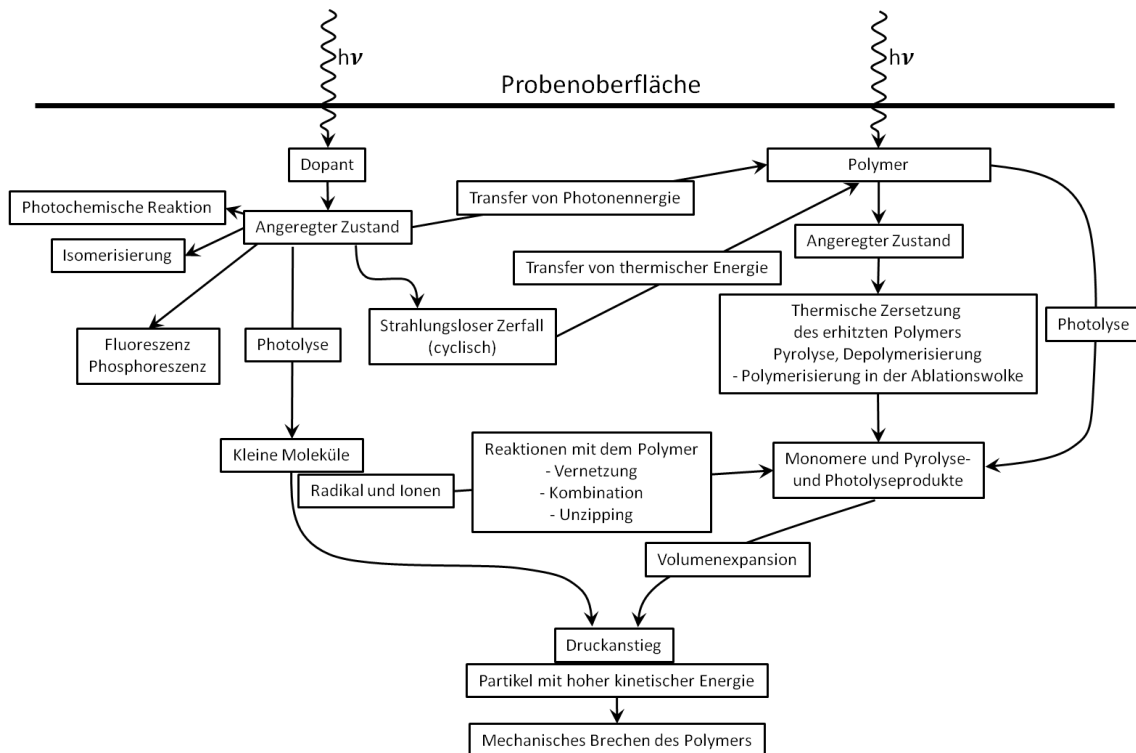 hν
hν
Probenoberfläche
Dopant
Polymer
Photochemische Reaktion
Transfer von Photonennergie
Angeregter Zustand
Angeregter Zustand
Isomerisierung
Transfer von thermischer Energie
Fluoreszenz
Phosphoreszenz
Photolyse
Strahlungsloser Zerfall
(cyclisch)
Thermische Zersetzung
des erhitzten Polymers
Pyrolyse, Depolymerisierung
- Polymerisierung in der Ablationswolke
Photolyse
Kleine Moleküle
Radikal und Ionen
Reaktionen mit dem Polymer
- Vernetzung
- Kombination
- Unzipping
Monomere und Pyrolyse-
und Photolyseprodukte
Volumenexpansion
Druckanstieg
Partikel mit hoher kinetischer Energie
Mechanisches Brechen des Polymers